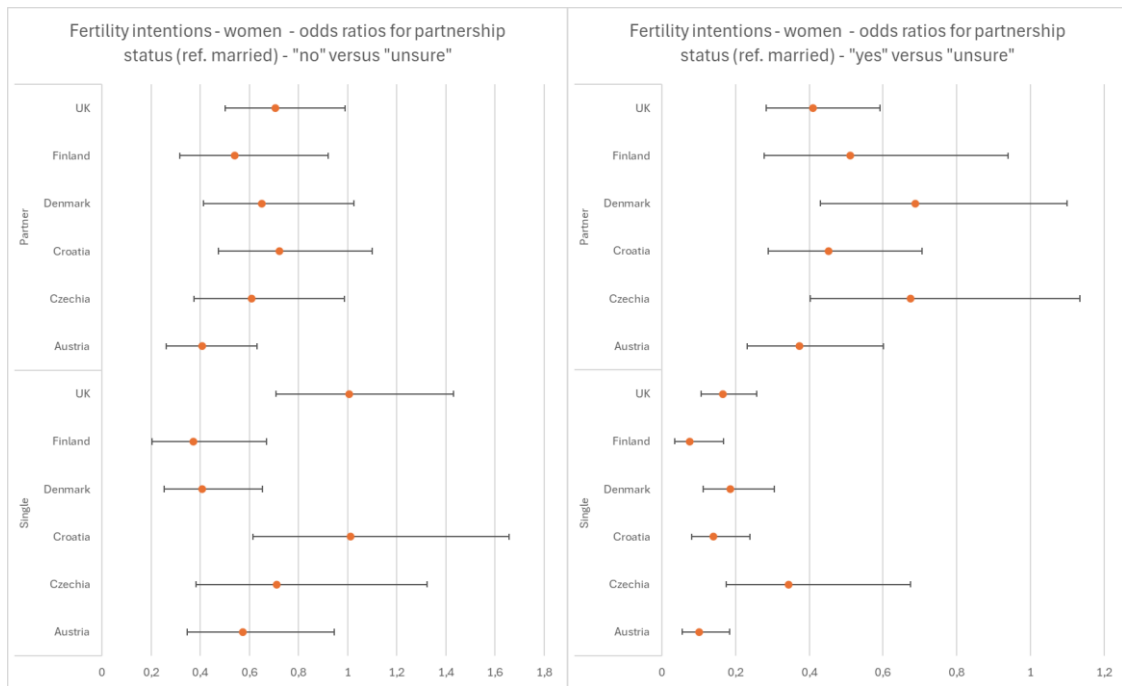 Fertility intentions - women - odds ratios for partnership
status (ref. married) - "no" versus "unsure"
Partner
UK
Finland
Denmark
Croatia
Czechia
Austria
Single
UK
Finland
Denmark
Croatia
Czechia
Austria
0 0,2 0,4 0,6 0,8 1 1,2 1,4 1,6 1,8
Fertility intentions - women - odds ratios for partnership
status (ref. married) - "yes" versus "unsure"
Partner
UK
Finland
Denmark
Croatia
Czechia
Austria
Single
UK
Finland
Denmark
Croatia
Czechia
Austria
0 0,2 0,4 0,6 0,8 1 1,2